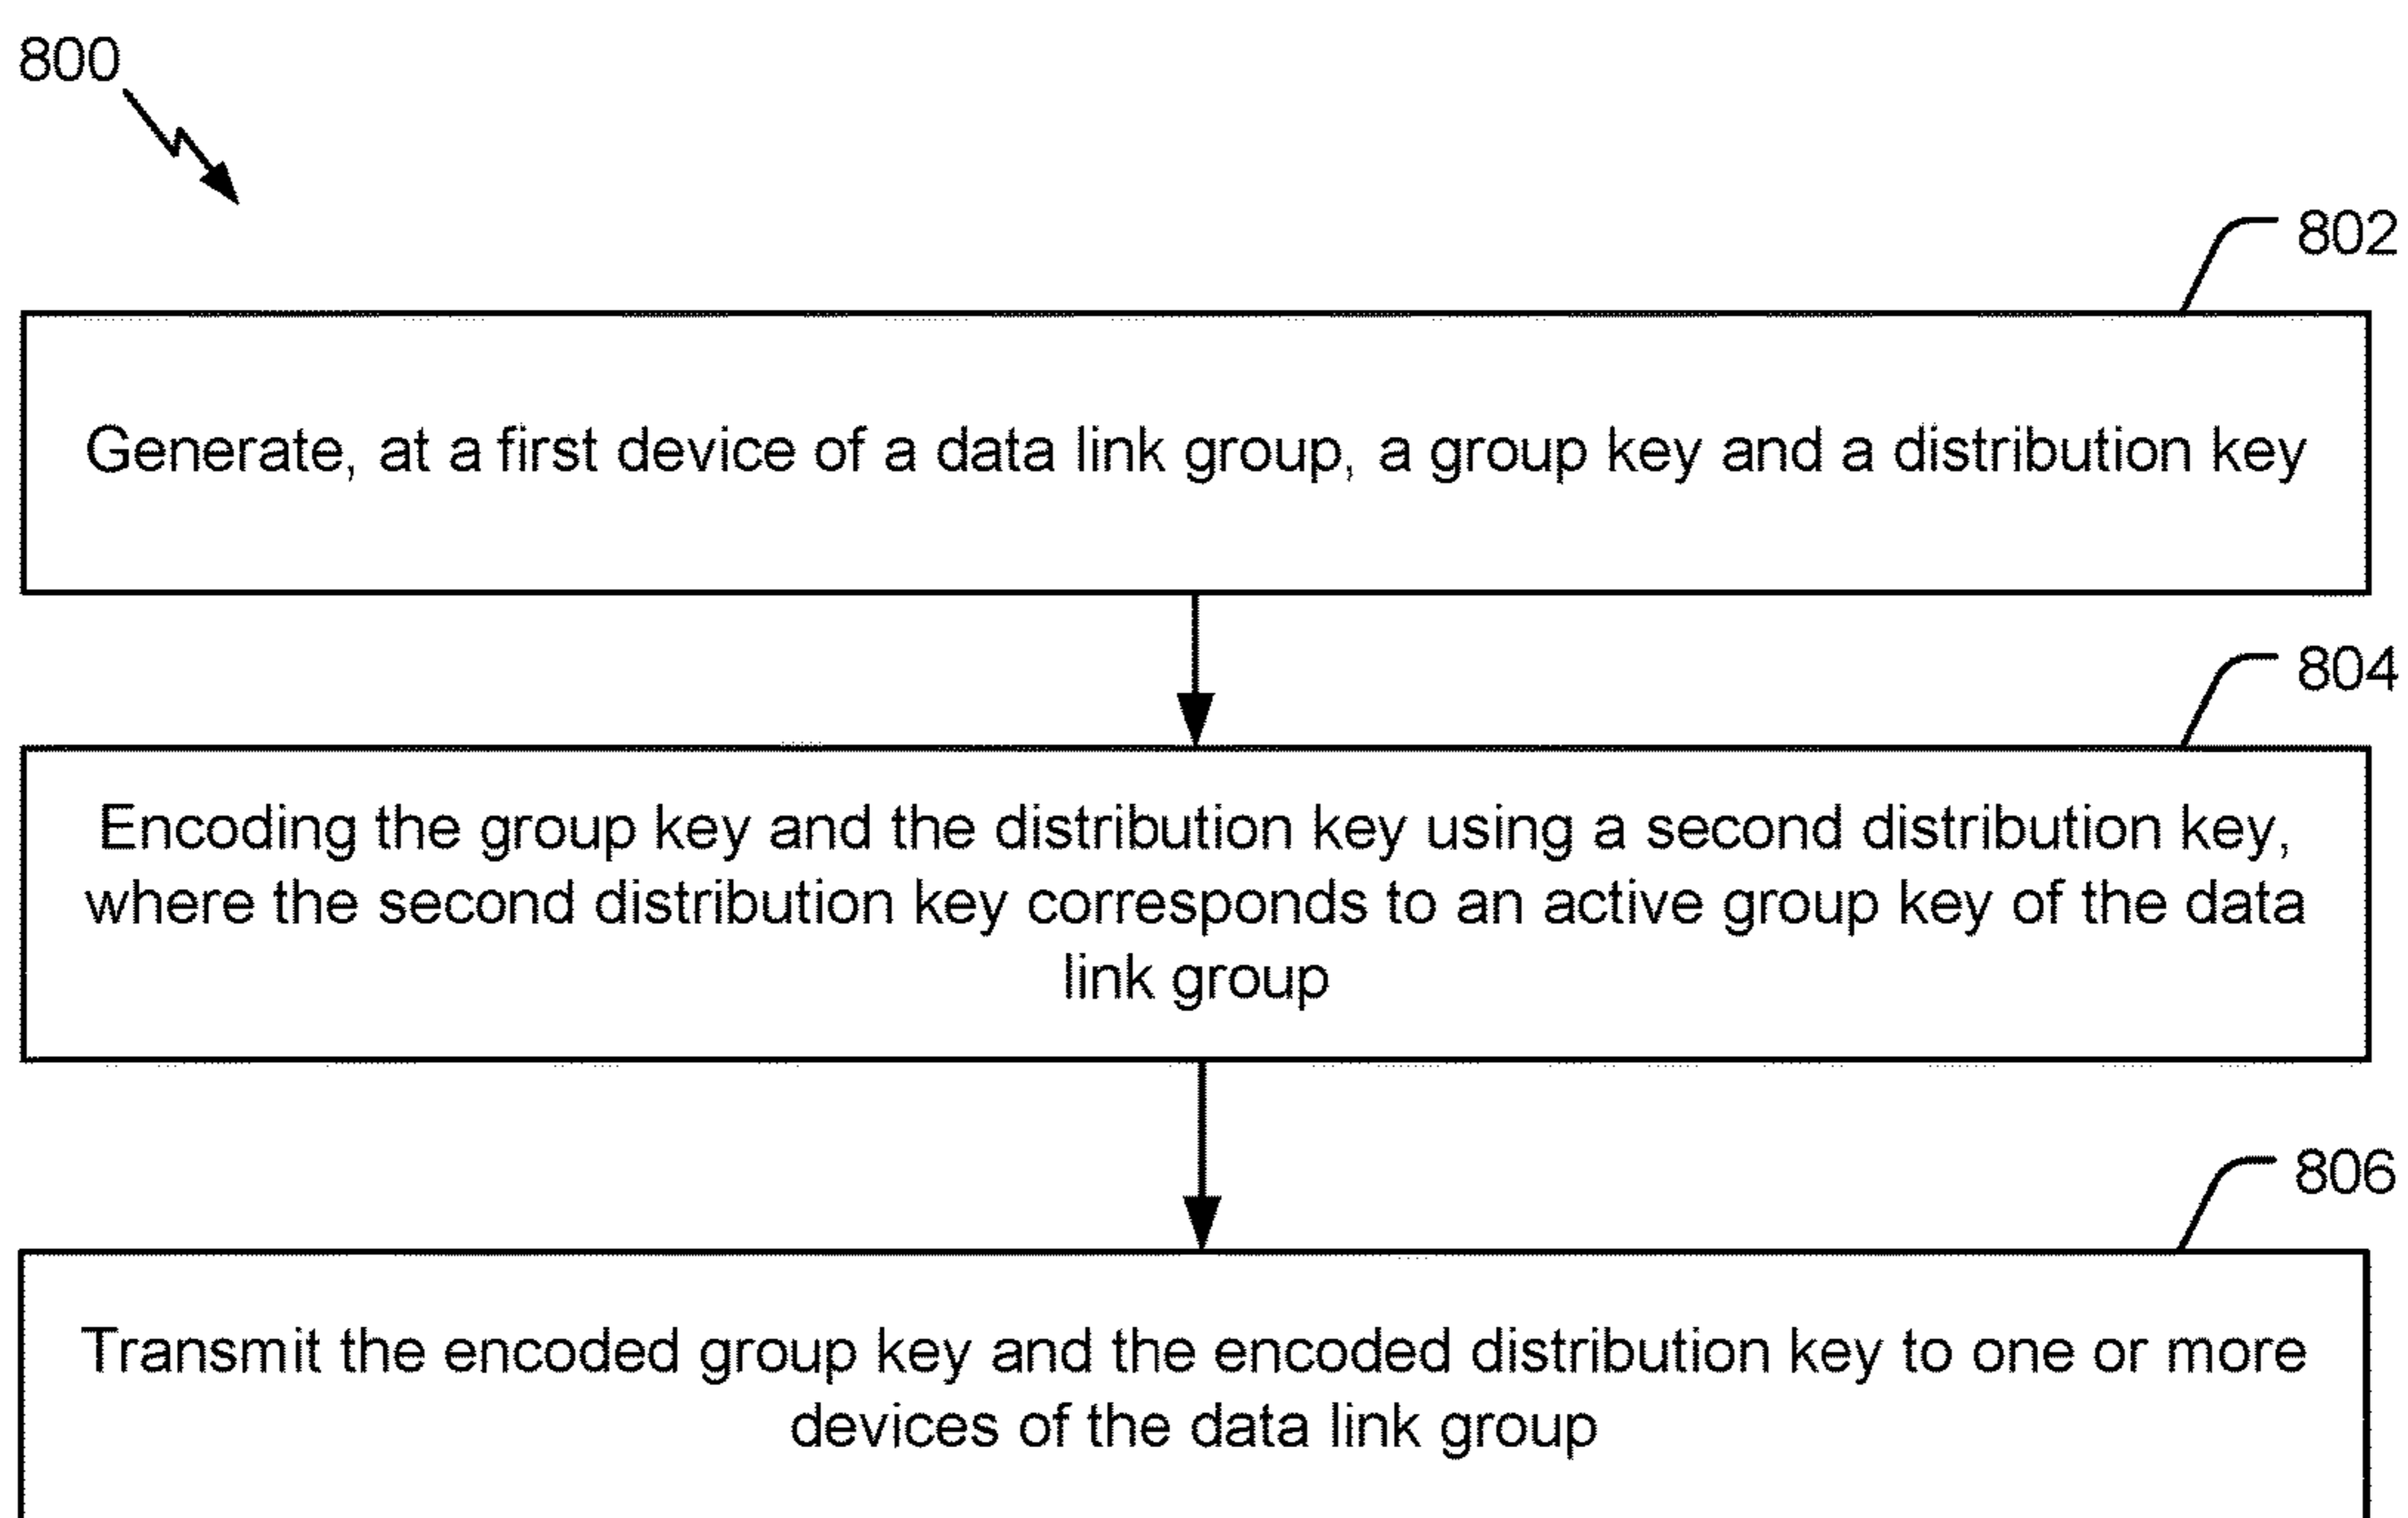 800
802
Generate, at a first device of a data link group, a group key and a distribution key
804
Encoding the group key and the distribution key using a second distribution key,
where the second distribution key corresponds to an active group key of the data
link group
806
Transmit the encoded group key and the encoded distribution key to one or more
devices of the data link group